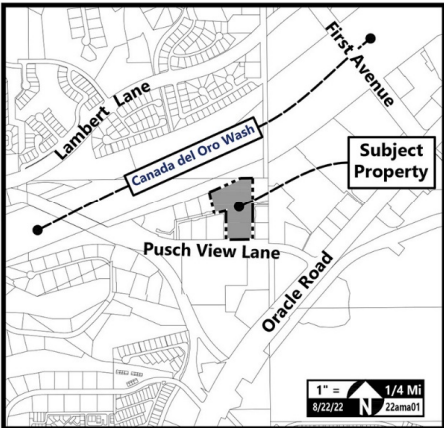 First Avenue
Lambert Lane
Canada del Oro Wash
Subject
Property
Pusch View Lane
Oracle Road
1" = 1/4 Mi
8/22/22 N 22ama01